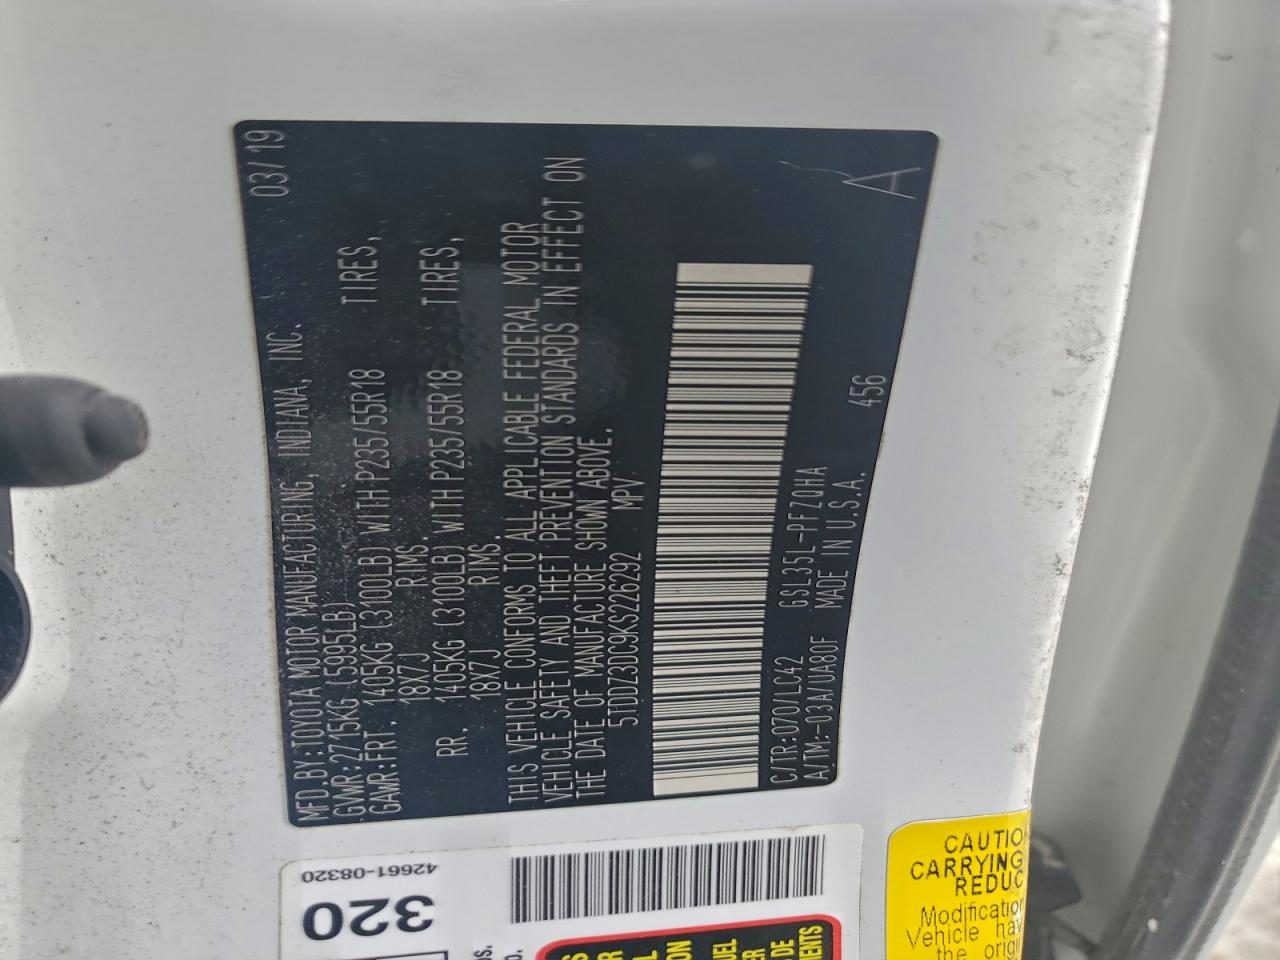 MFD.BY:TOYOTA MOTOR MANUFACTURING, INDIANA, INC. 03/19
GVWR:2715KG (5995LB)
GAWR:FRT. 1405KG (3100LB) WITH P235/55R18 TIRES,
18X7J RIMS.
RR. 1405KG (3100LB) WITH P235/55R18 TIRES,
18X7J RIMS.
THIS VEHICLE CONFORMS TO ALL APPLICABLE FEDERAL MOTOR
VEHICLE SAFETY AND THEFT PREVENTION STANDARDS IN EFFECT ON
THE DATE OF MANUFACTURE SHOWN ABOVE.
5TDDZ3DC9KS226292 MPV
C/TR:070/LC42 GSL35L-PFZQHA
A/TM:-03A/UA80F MADE IN U.S.A. 456
A
42661-08320
320
CAUTIO
CARRYING
REDUC
Modification
Vehicle hav
the origi
UEL
DE